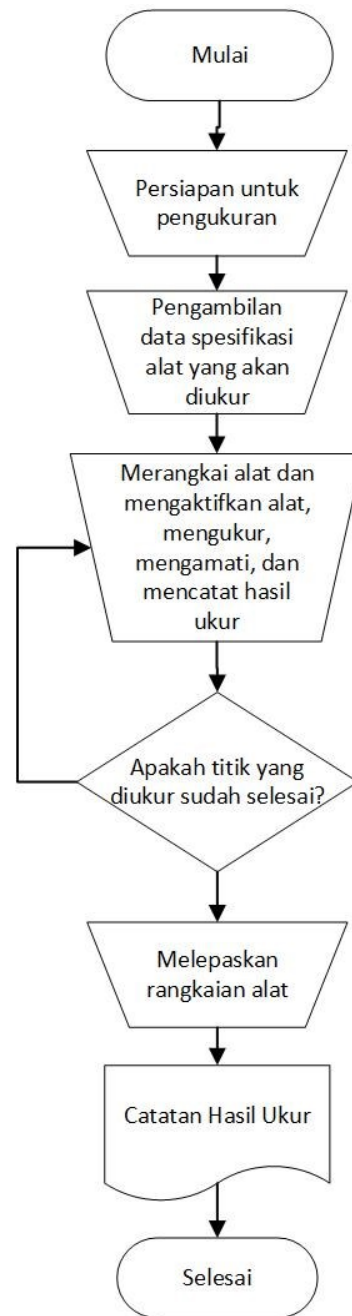 Mulai
Persiapan untuk
pengukuran
Pengambilan
data spesifikasi
alat yang akan
diukur
Merangkai alat dan
mengaktifkan alat,
mengukur,
mengamati, dan
mencatat hasil
ukur
Apakah titik yang
diukur sudah selesai?
Melepaskan
rangkaian alat
Catatan Hasil Ukur
Selesai